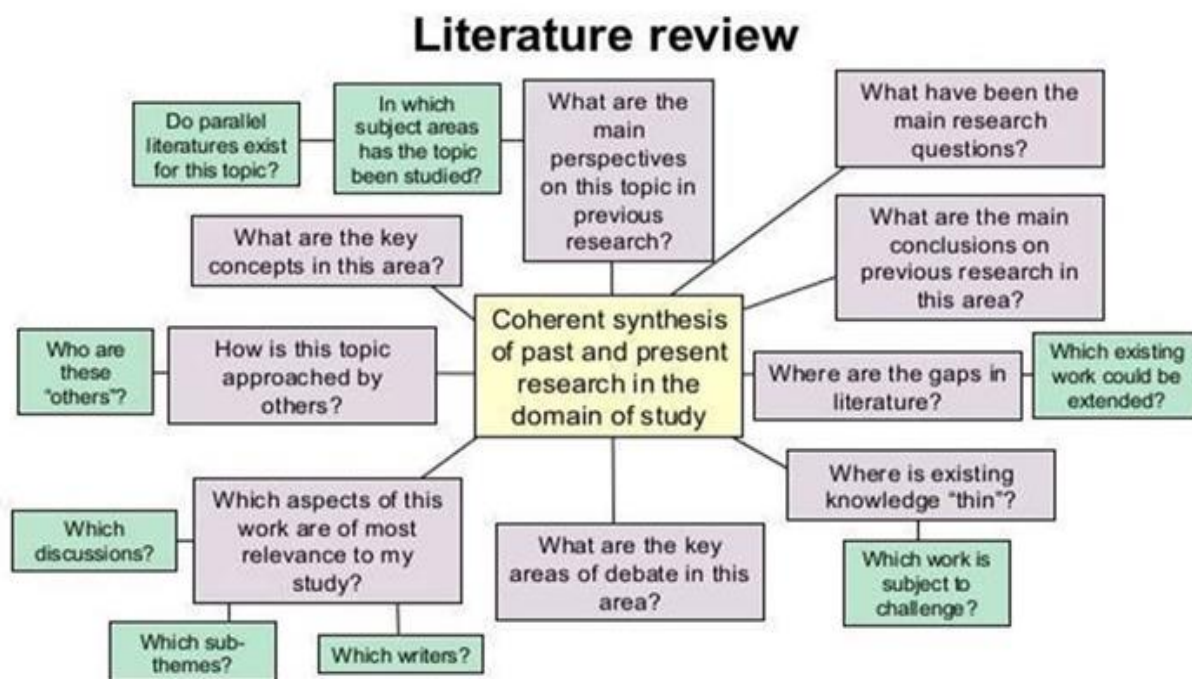 Literature review
Do parallel
literatures exist
for this topic?
In which
subject areas
has the topic
been studied?
What are the
main
perspectives
on this topic in
previous
research?
What have been the
main research
questions?
What are the key
concepts in this area?
What are the main
conclusions on
previous research in
this area?
Coherent synthesis
of past and present
research in the
domain of study
Who are
these
"others"?
How is this topic
approached by
others?
Where are the gaps in
literature?
Which existing
work could be
extended?
Which aspects of this
work are of most
relevance to my
study?
Where is existing
knowledge "thin"?
Which
discussions?
What are the key
areas of debate in this
area?
Which work is
subject to
challenge?
Which sub-
themes?
Which writers?